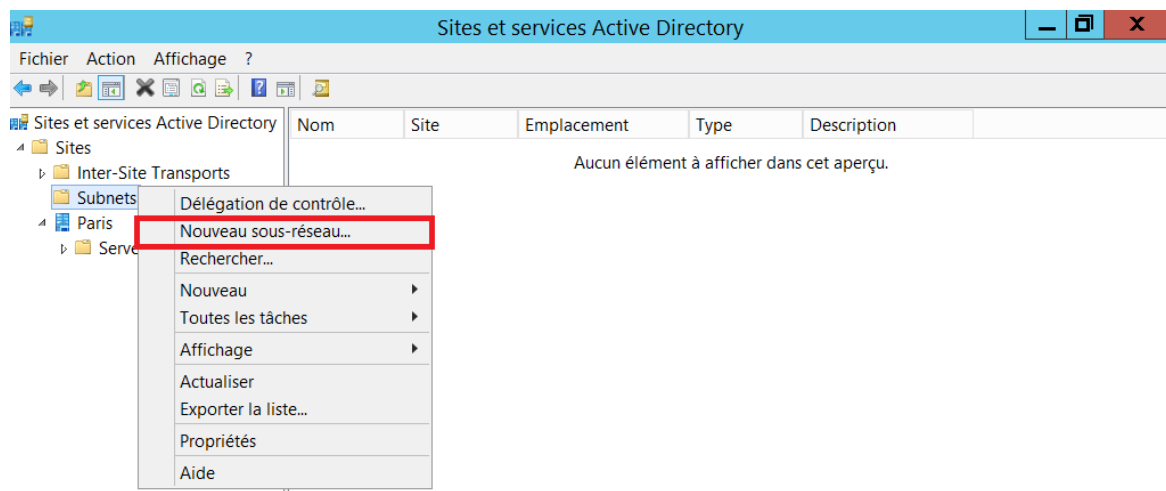 Sites et services Active Directory
Fichier Action Affichage ?
Sites et services Active Directory
Nom Site Emplacement Type Description
Sites
Aucun élément à afficher dans cet aperçu.
Inter-Site Transports
Subnets
Paris
Serve
Délégation de contrôle...
Nouveau sous-réseau...
Rechercher...
Nouveau
Toutes les tâches
Affichage
Actualiser
Exporter la liste...
Propriétés
Aide